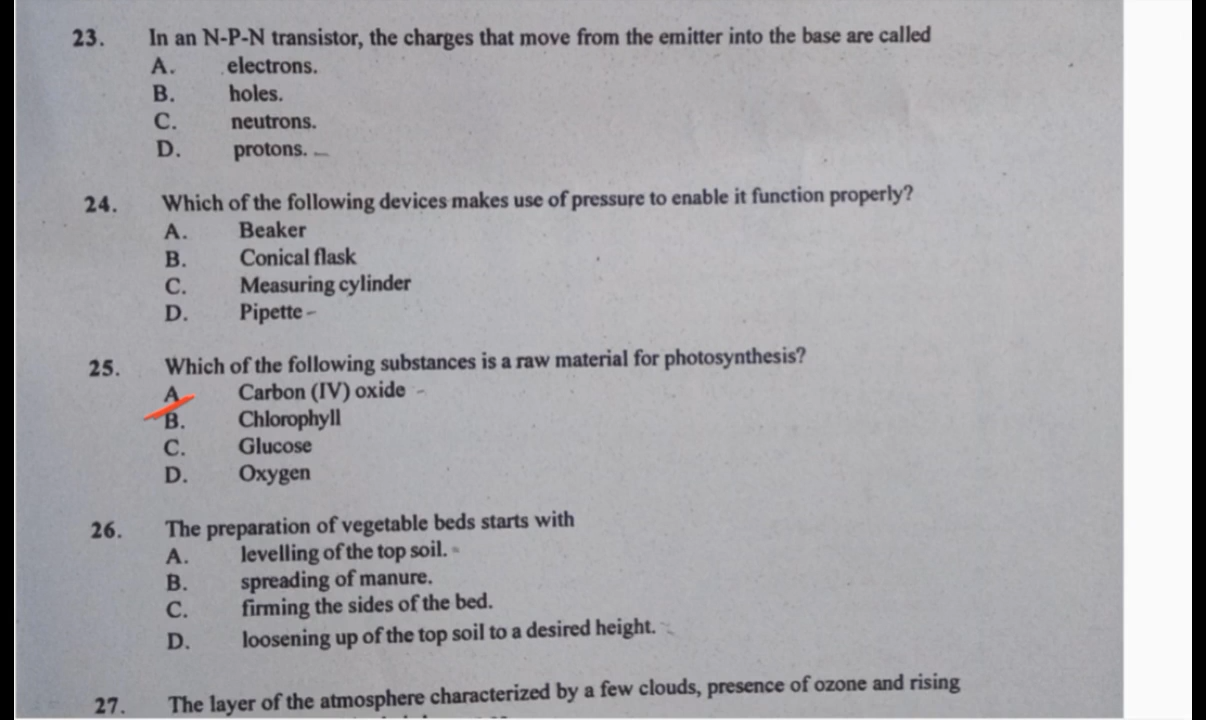 23. In an N-P-N transistor, the charges that move from the emitter into the base are called
A. electrons.
B. holes.
C. neutrons.
D. protons.
24. Which of the following devices makes use of pressure to enable it function properly?
A. Beaker
B. Conical flask
C. Measuring cylinder
D. Pipette
25. Which of the following substances is a raw material for photosynthesis?
A Carbon (IV) oxide
B. Chlorophyll
C. Glucose
D. Oxygen
26. The preparation of vegetable beds starts with
A. levelling of the top soil.
B. spreading of manure.
C. firming the sides of the bed.
D. loosening up of the top soil to a desired height.
27. The layer of the atmosphere characterized by a few clouds, presence of ozone and rising